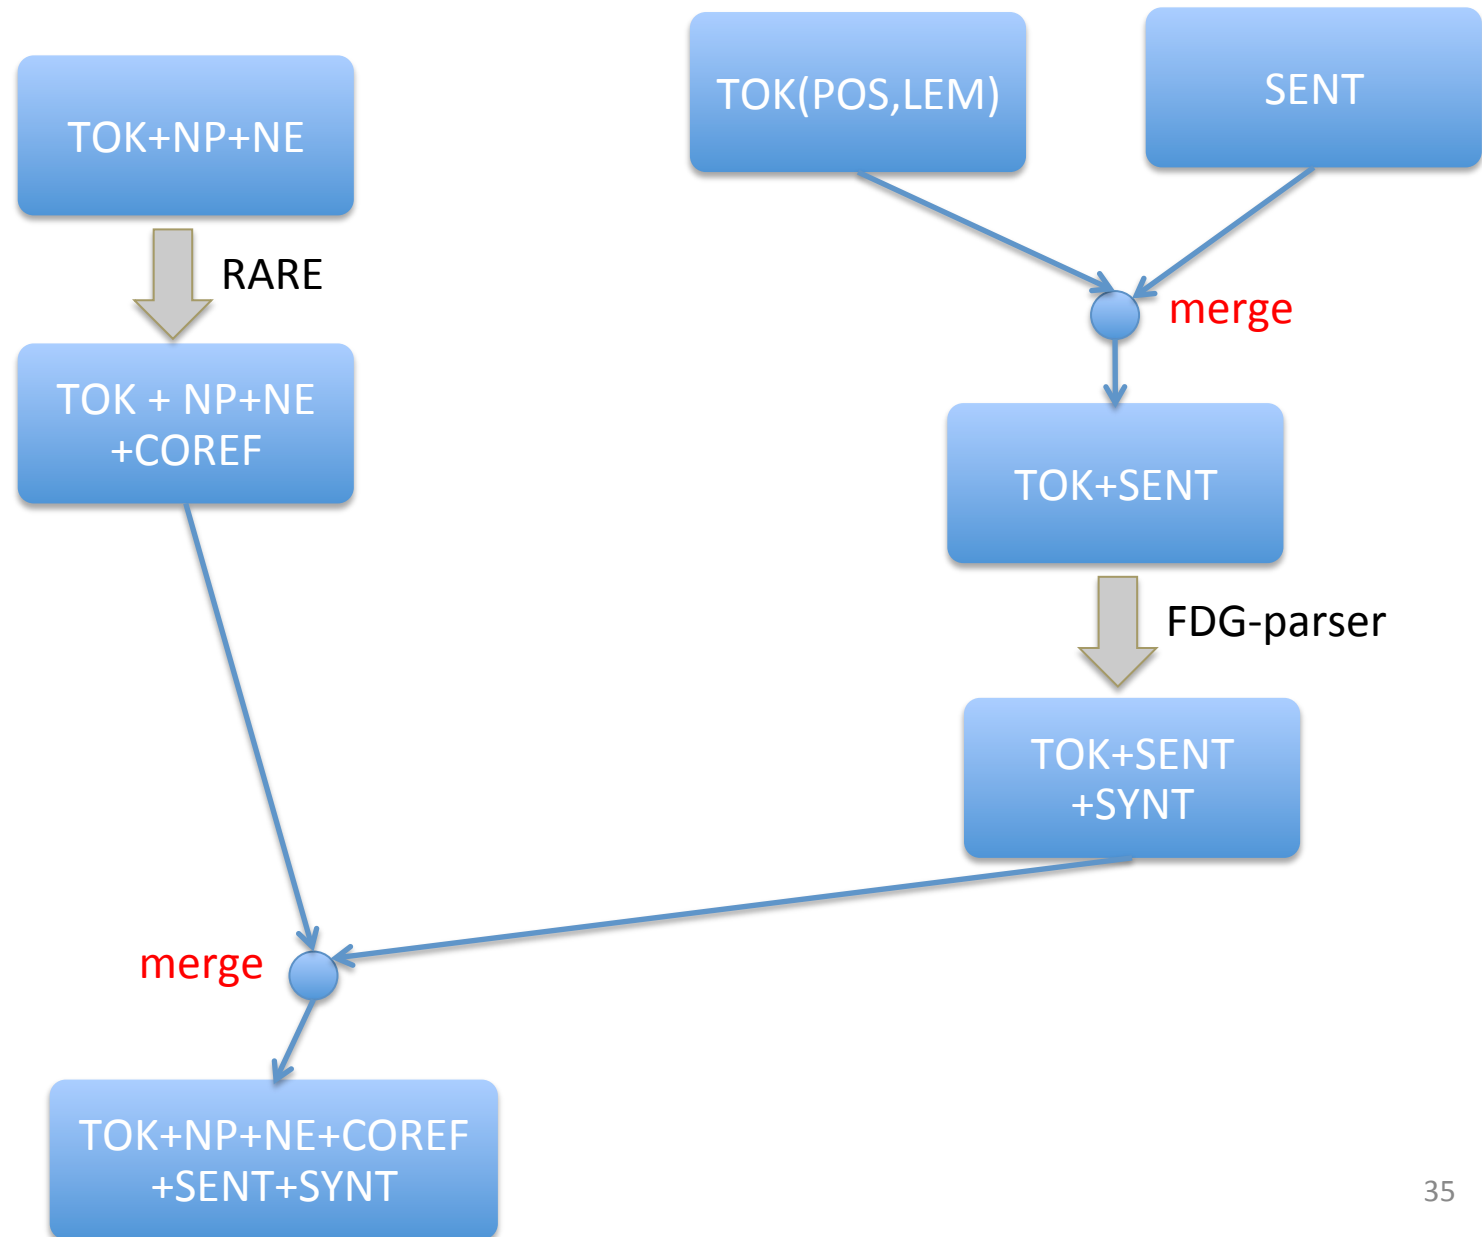 TOK+NP+NE
TOK(POS,LEM)
SENT
RARE
merge
TOK + NP+NE
+COREF
TOK+SENT
FDG-parser
TOK+SENT
+SYNT
merge
TOK+NP+NE+COREF
+SENT+SYNT
35